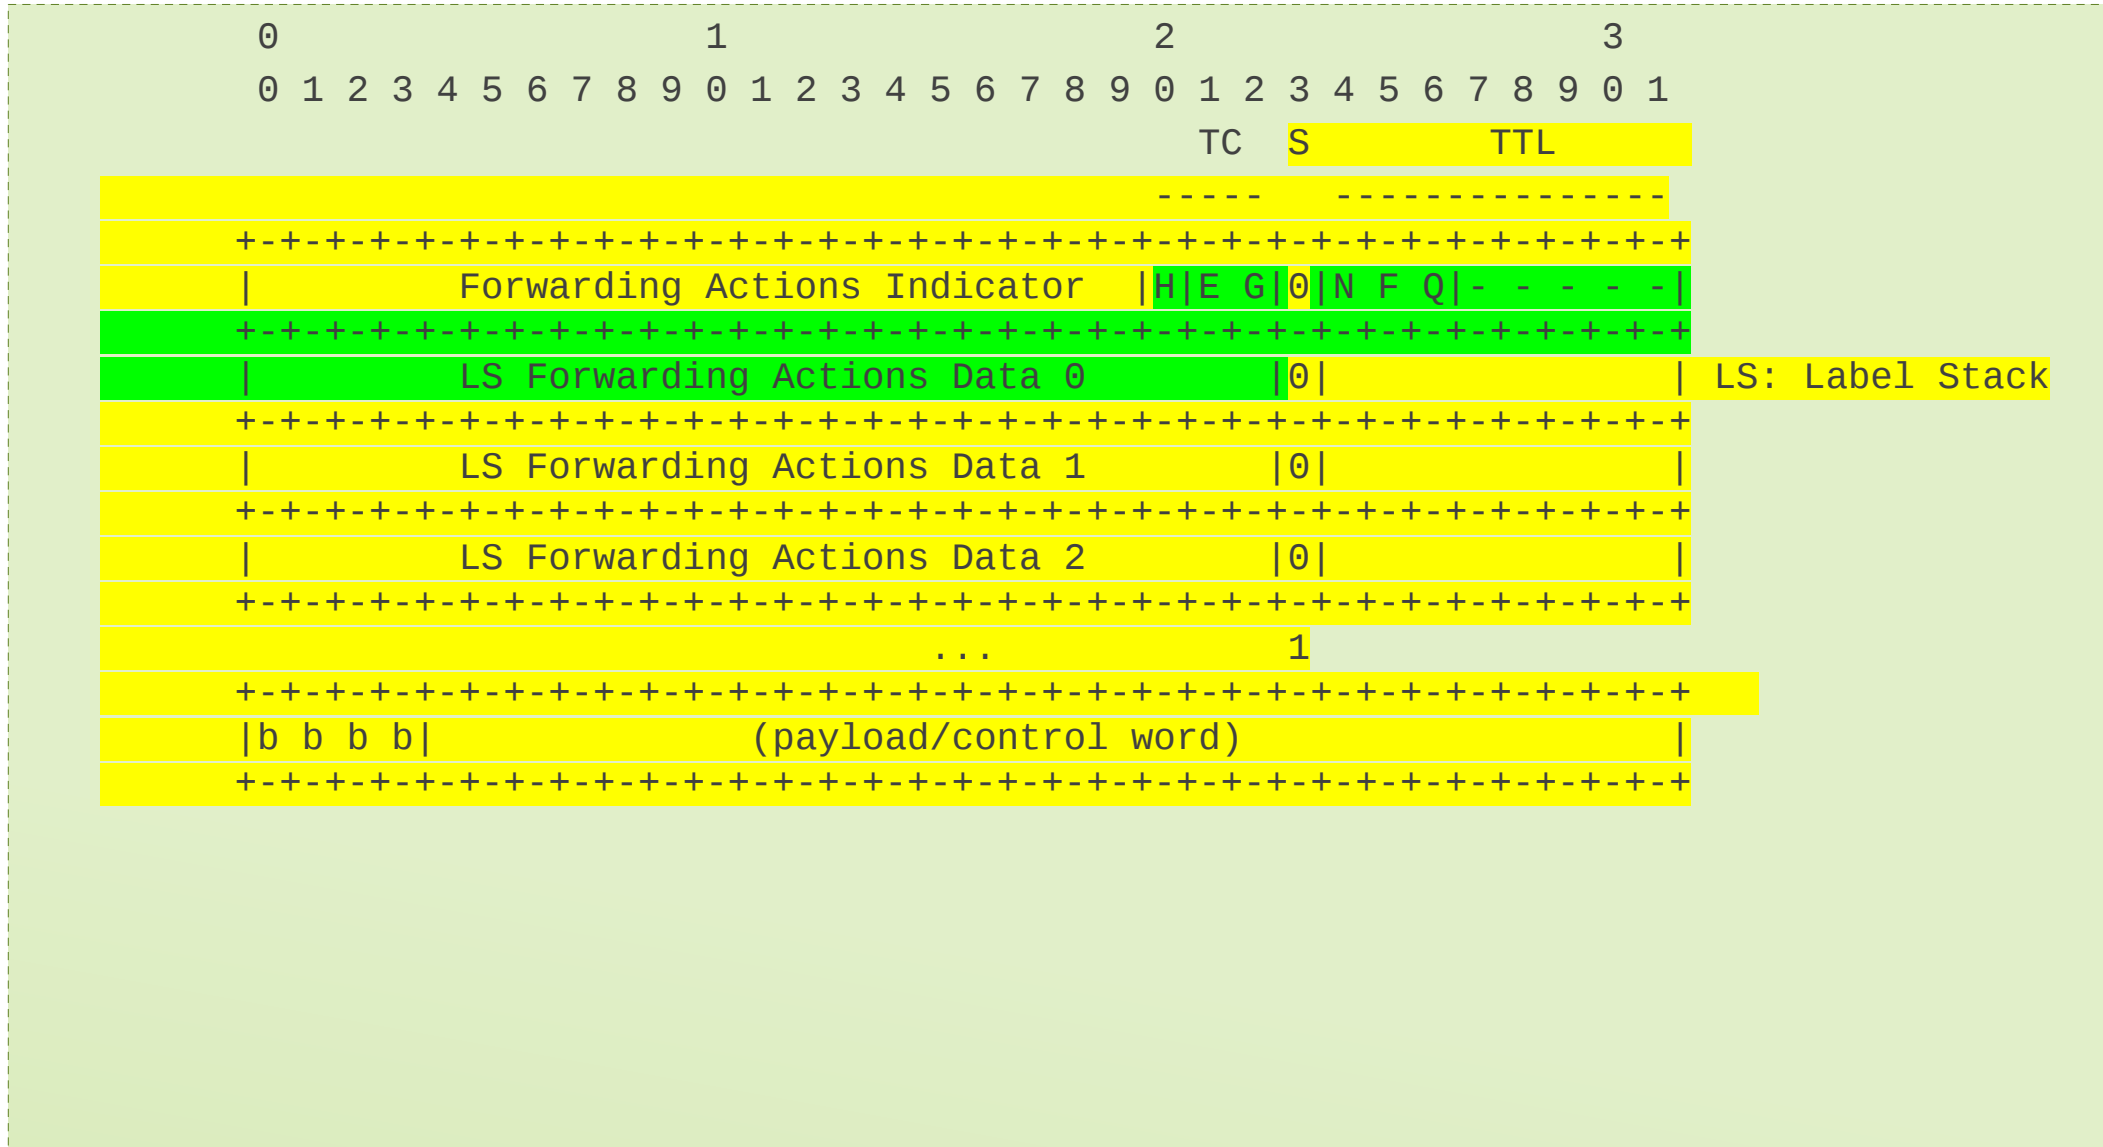 0                   1                   2                   3
       0 1 2 3 4 5 6 7 8 9 0 1 2 3 4 5 6 7 8 9 0 1 2 3 4 5 6 7 8 9 0 1
                                                 TC  S        TTL
                                               -----   ---------------
      +-+-+-+-+-+-+-+-+-+-+-+-+-+-+-+-+-+-+-+-+-+-+-+-+-+-+-+-+-+-+-+-+
      |         Forwarding Actions Indicator  |H|E G|0|N F Q|- - - - -|
      +-+-+-+-+-+-+-+-+-+-+-+-+-+-+-+-+-+-+-+-+-+-+-+-+-+-+-+-+-+-+-+-+
      |         LS Forwarding Actions Data 0        |0|               | LS: Label Stack
      +-+-+-+-+-+-+-+-+-+-+-+-+-+-+-+-+-+-+-+-+-+-+-+-+-+-+-+-+-+-+-+-+
      |         LS Forwarding Actions Data 1        |0|               |
      +-+-+-+-+-+-+-+-+-+-+-+-+-+-+-+-+-+-+-+-+-+-+-+-+-+-+-+-+-+-+-+-+
      |         LS Forwarding Actions Data 2        |0|               |
      +-+-+-+-+-+-+-+-+-+-+-+-+-+-+-+-+-+-+-+-+-+-+-+-+-+-+-+-+-+-+-+-+
                                     ...             1
      +-+-+-+-+-+-+-+-+-+-+-+-+-+-+-+-+-+-+-+-+-+-+-+-+-+-+-+-+-+-+-+-+
      |b b b b|              (payload/control word)                   |
      +-+-+-+-+-+-+-+-+-+-+-+-+-+-+-+-+-+-+-+-+-+-+-+-+-+-+-+-+-+-+-+-+